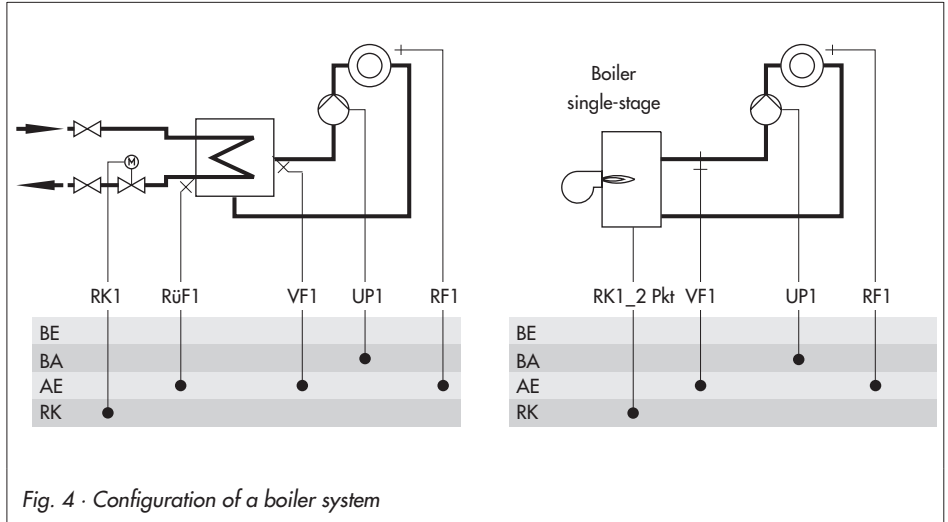 Boiler
single-stage
M
RK1 RüF1 VF1 UP1 RF1
BE
BA
AE
RK
RK1_2 Pkt VF1 UP1 RF1
BE
BA
AE
RK
Fig. 4 · Configuration of a boiler system